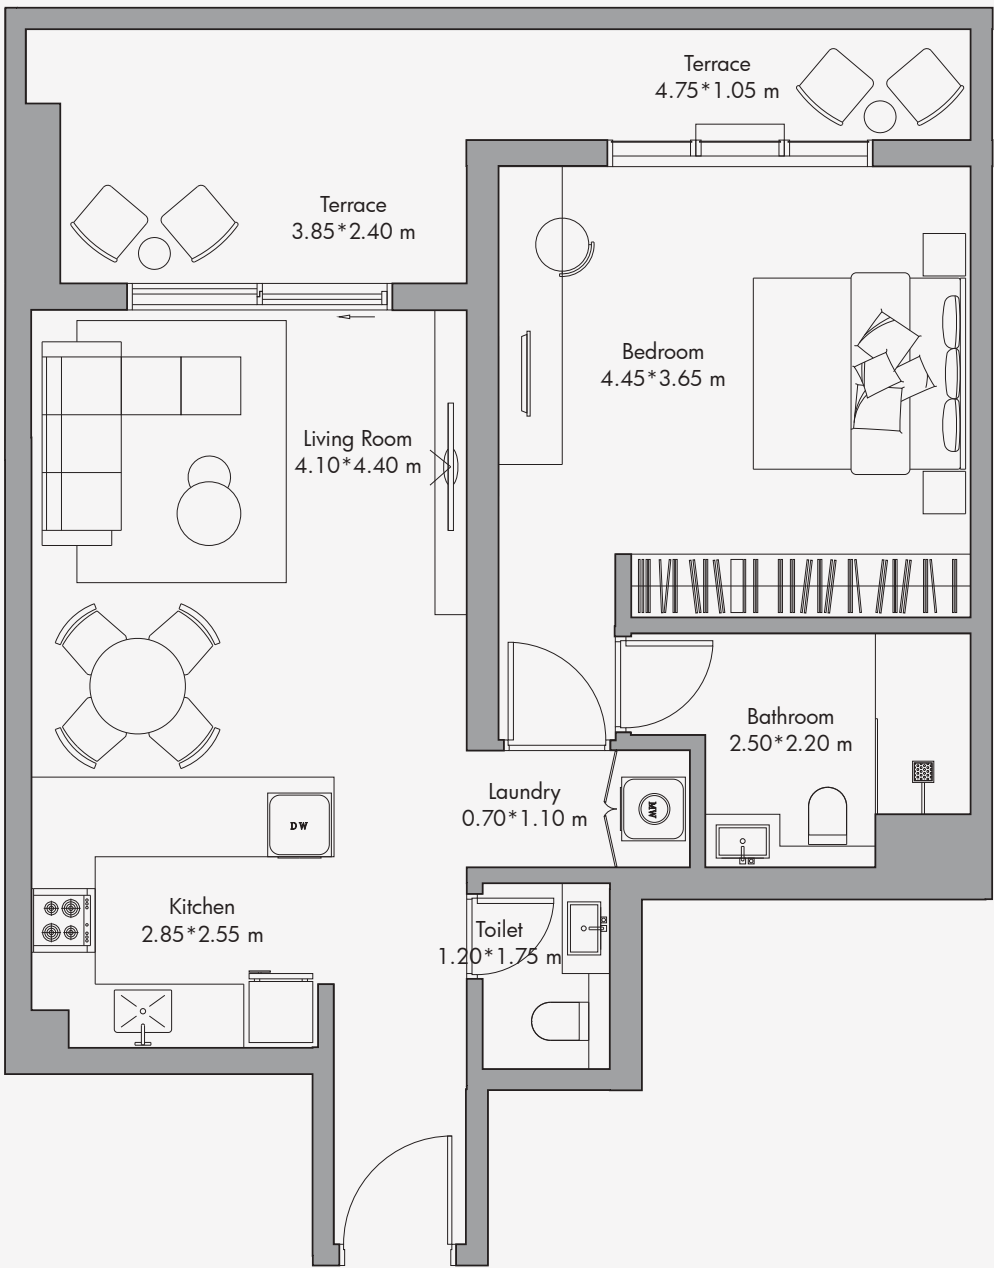 Terrace
4.75*1.05 m
Terrace
3.85*2.40 m
Bedroom
4.45*3.65 m
Living Room
4.10*4.40 m
Bathroom
2.50*2.20 m
Laundry
0.70*1.10 m
WM
DW
Kitchen
2.85*2.55 m
Toilet
1.20*1.75 m